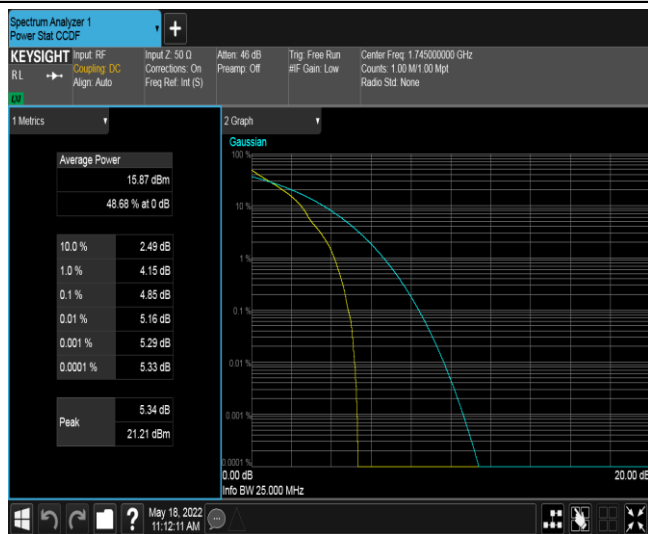 Spectrum Analyzer 1
Power Stat CCDF
+
KEYSIGHT
RL
LM
Input: RF
Coupling: DC
Align: Auto
Input Z: 50 Ω
Corrections: On
Freq Ref: Int (S)
Atten: 46 dB
Preamp: Off
Trig: Free Run
#IF Gain: Low
Center Freq: 1.745000000 GHz
Counts: 1.00 M/1.00 Mpt
Radio Std: None
1 Metrics
Average Power
15.87 dBm
48.68 % at 0 dB
10.0 % 2.49 dB
1.0 % 4.15 dB
0.1 % 4.85 dB
0.01 % 5.16 dB
0.001 % 5.29 dB
0.0001 % 5.33 dB
Peak
5.34 dB
21.21 dBm
2 Graph
Gaussian
100 %
10 %
1 %
0.1 %
0.01 %
0.001 %
0.0001 %
0.00 dB
20.00 dB
Info BW 25.000 MHz
?
May 18, 2022
11:12:11 AM